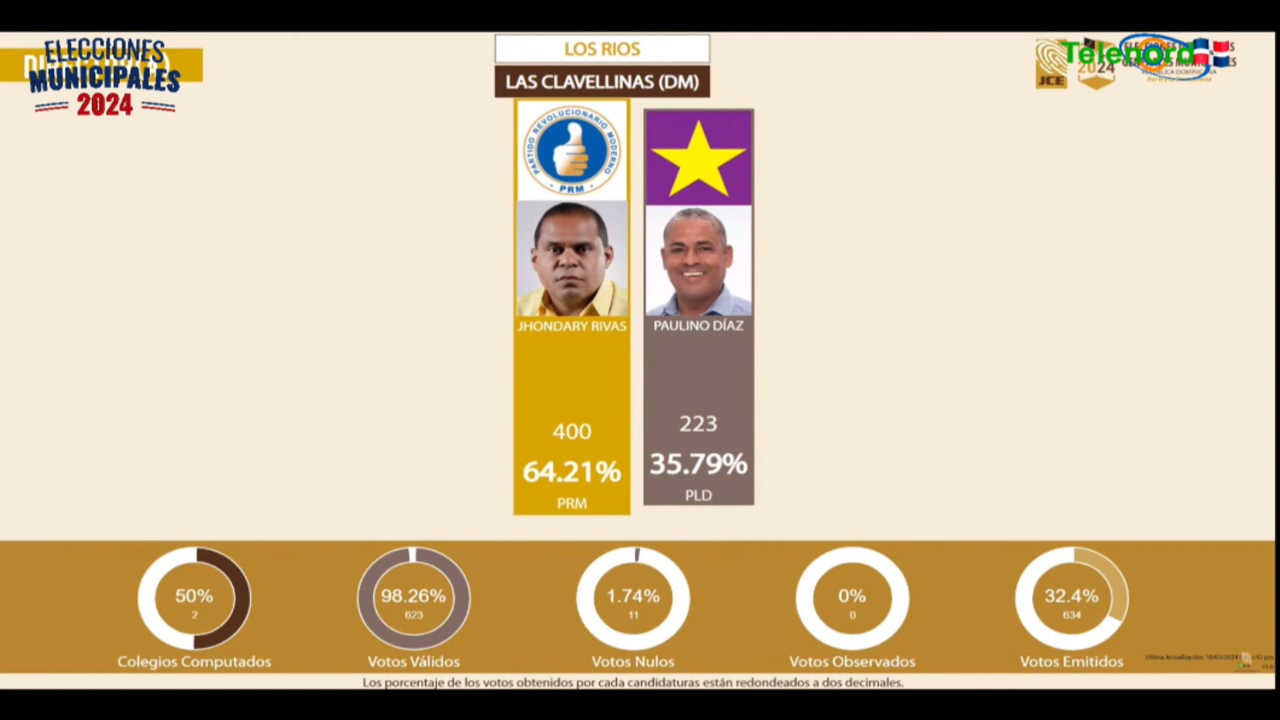 ELECCIONES
MUNICIPALES
2024
LOS RIOS
LAS CLAVELLINAS (DM)
JCE
2024
Telenord
REPÚBLICA DOMINICANA
PARTIDO REVOLUCIONARIO MODERNO
PRM
JHONDARY RIVAS
PAULINO DÍAZ
400
223
64.21%
35.79%
PRM
PLD
50%
2
98.26%
623
1.74%
11
0%
0
32.4%
634
Colegios Computados
Votos Válidos
Votos Nulos
Votos Observados
Votos Emitidos
Los porcentaje de los votos obtenidos por cada candidaturas están redondeados a dos decimales.